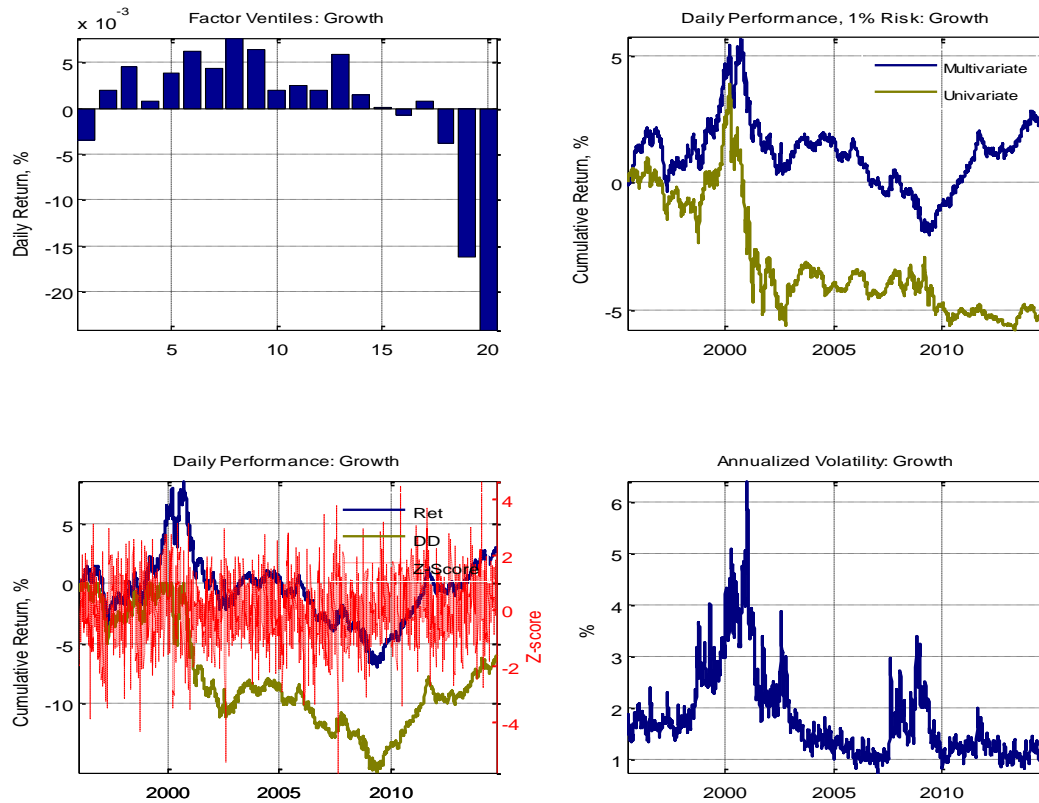 Factor Ventiles: Growth
x 10 -3
5
0
-5
-10
-15
-20
Daily Return, %
5 10 15 20
Daily Performance, 1% Risk: Growth
5
0
-5
Cumulative Return, %
Multivariate
Univariate
2000 2005 2010
Daily Performance: Growth
5
0
-5
-10
Cumulative Return, %
Ret
DD
Z-Score
4
2
0
-2
-4
Z-score
2000 2005 2010
Annualized Volatility: Growth
6
5
4
3
2
1
%
2000 2005 2010